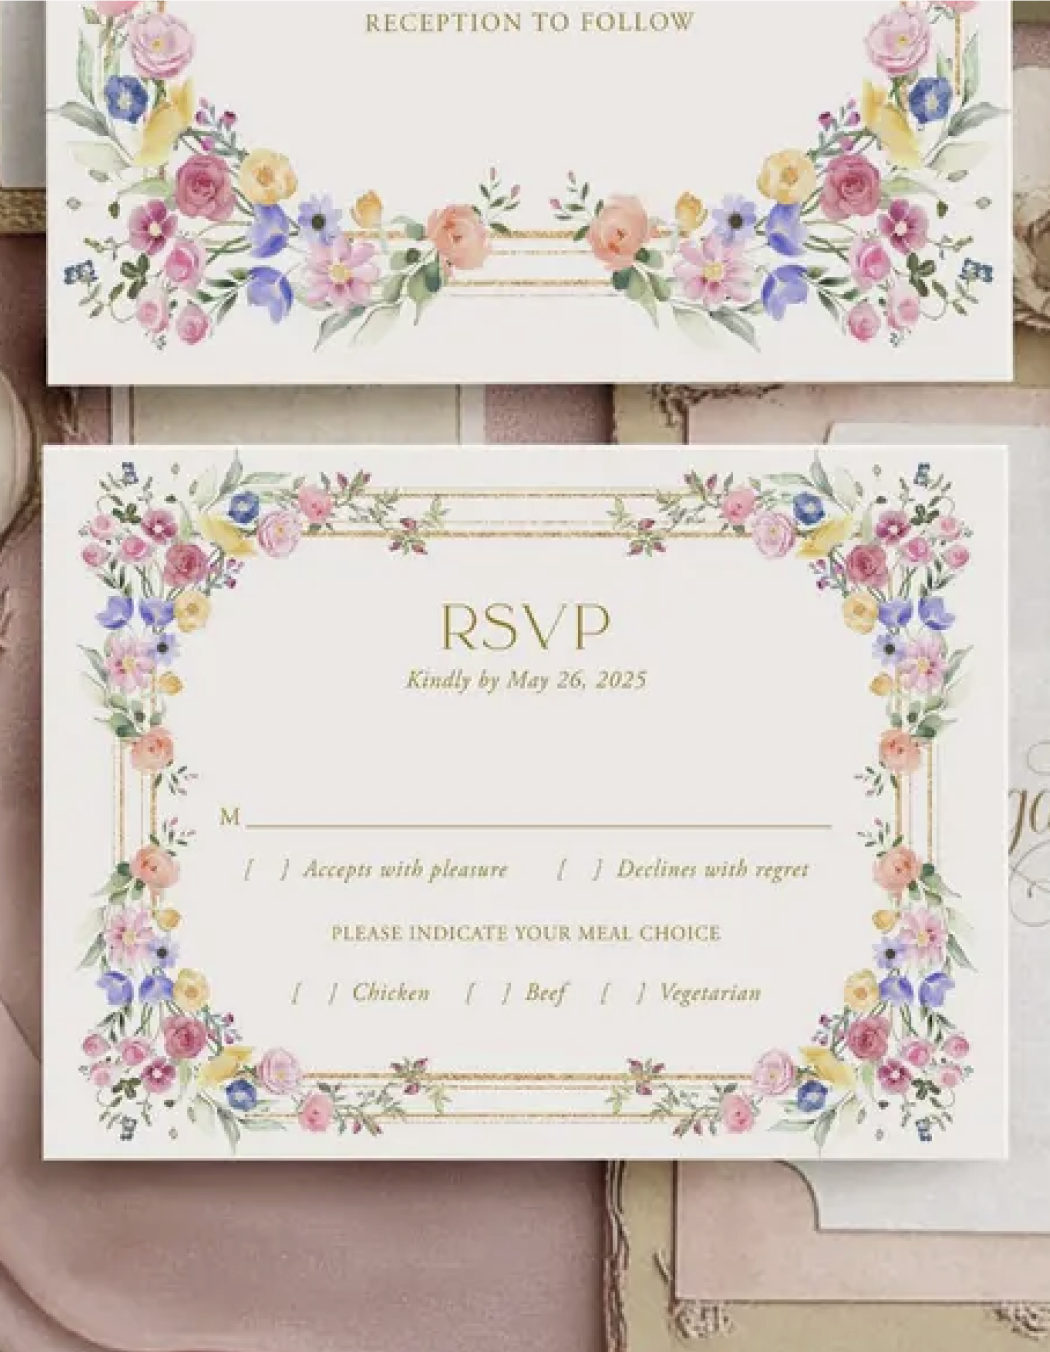 RECEPTION TO FOLLOW
RSVP
Kindly by May 26, 2025
M
[ ] Accepts with pleasure [ ] Declines with regret
PLEASE INDICATE YOUR MEAL CHOICE
[ ] Chicken [ ] Beef [ ] Vegetarian